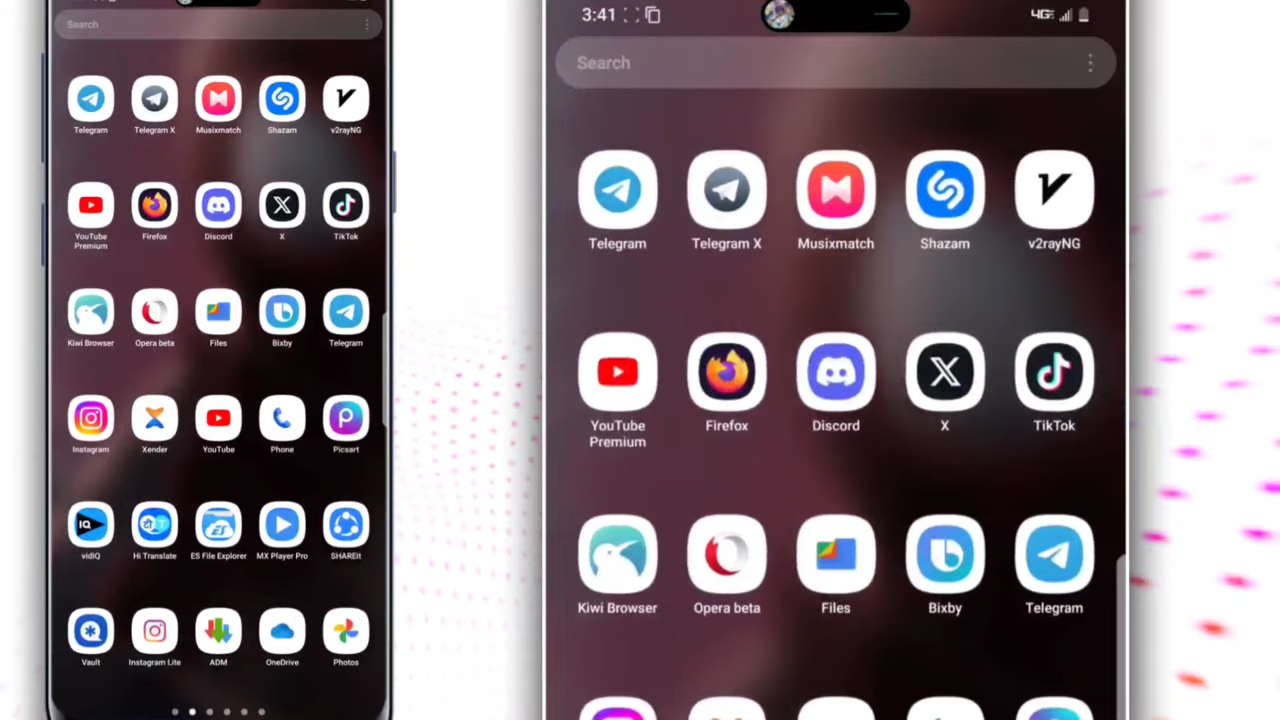 Search
Telegram
Telegram X
Musixmatch
Shazam
v2rayNG
YouTube
Premium
Firefox
Discord
X
TikTok
Kiwi Browser
Opera beta
Files
Bixby
Telegram
Instagram
Xender
YouTube
Phone
Picsart
IQ
vidIQ
Hi Translate
ES
ES File Explorer
MX Player Pro
SHAREit
Vault
Instagram Lite
ADM
OneDrive
Photos
3:41
4GE
Search
Telegram
Telegram X
Musixmatch
Shazam
v2rayNG
YouTube
Premium
Firefox
Discord
X
TikTok
Kiwi Browser
Opera beta
Files
Bixby
Telegram